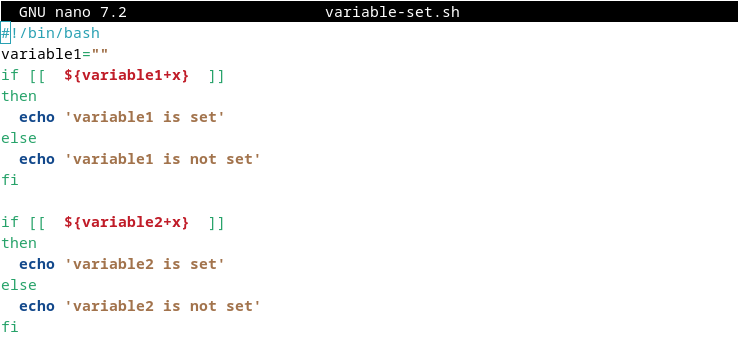 GNU nano 7.2 variable-set.sh
#!/bin/bash
variable1=""
if [[  ${variable1+x}  ]]
then
  echo 'variable1 is set'
else
  echo 'variable1 is not set'
fi

if [[  ${variable2+x}  ]]
then
  echo 'variable2 is set'
else
  echo 'variable2 is not set'
fi